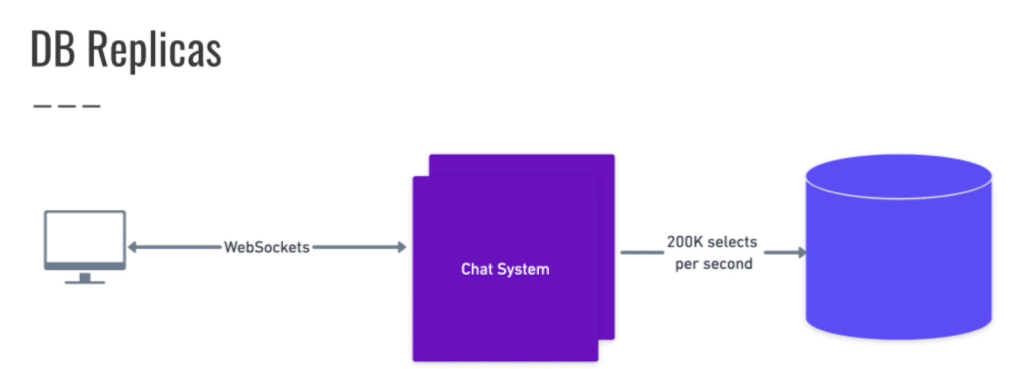 DB Replicas
WebSockets
Chat System
200K selects
per second